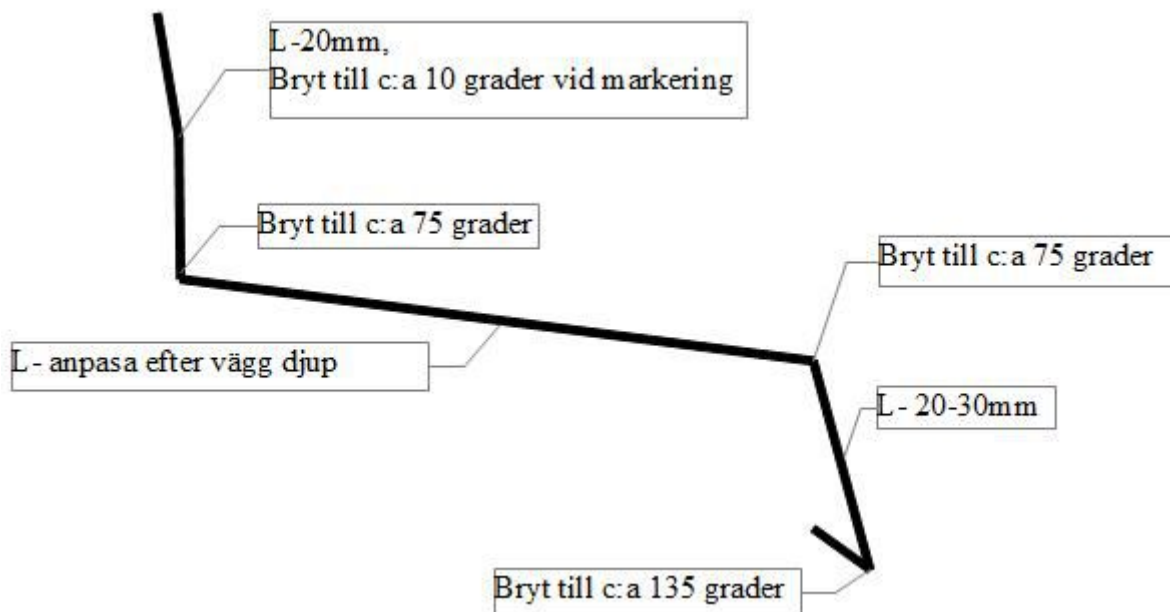 L-20mm,
Bryt till c:a 10 grader vid markering
Bryt till c:a 75 grader
Bryt till c:a 75 grader
L- anpasa efter vägg djup
L- 20-30mm
Bryt till c:a 135 grader